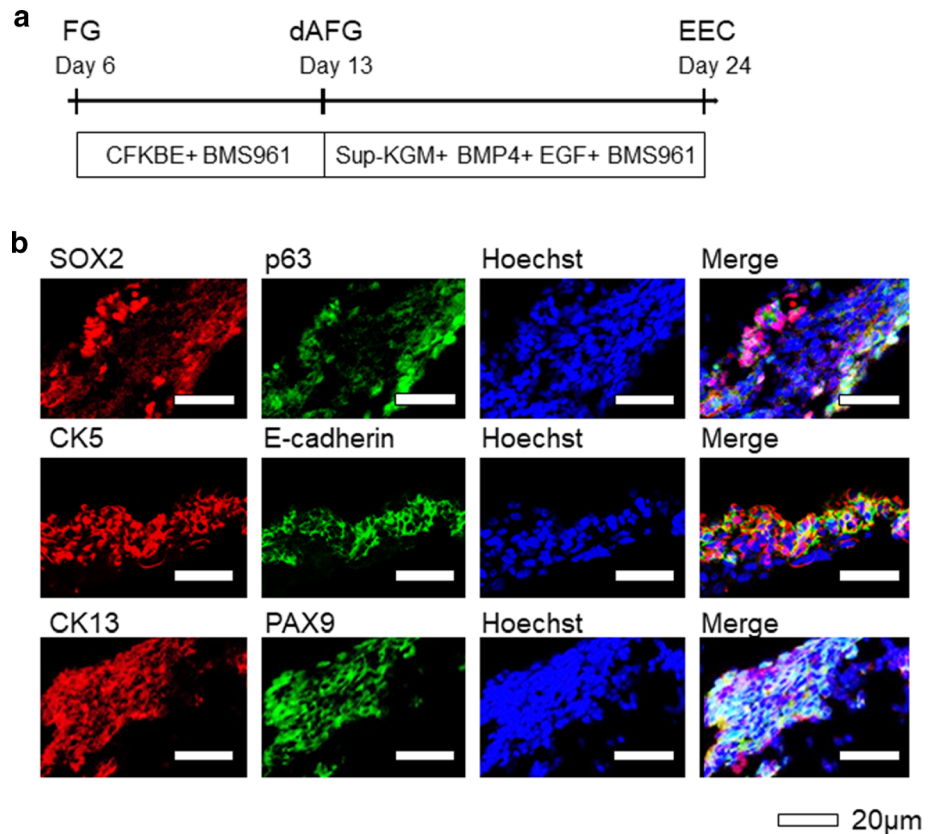 a
FG dAFG EEC
Day 6 Day 13 Day 24
CFKBE+ BMS961 Sup-KGM+ BMP4+ EGF+ BMS961
b
SOX2 p63 Hoechst Merge
CK5 E-cadherin Hoechst Merge
CK13 PAX9 Hoechst Merge
20μm